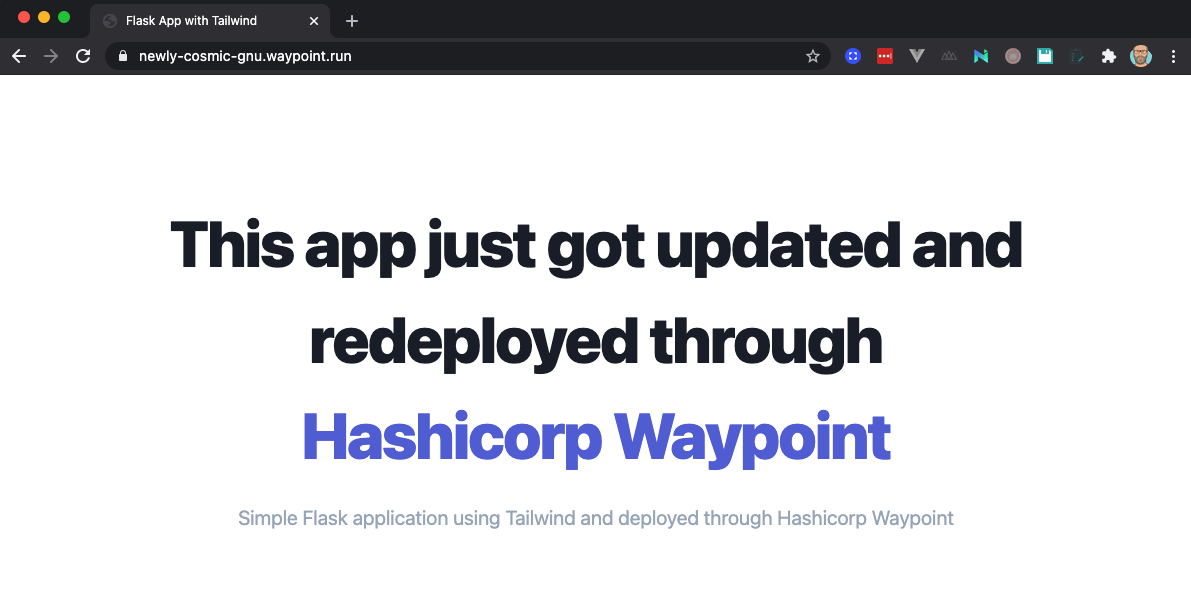 Flask App with Tailwind
newly-cosmic-gnu.waypoint.run
This app just got updated and
redeployed through
Hashicorp Waypoint
Simple Flask application using Tailwind and deployed through Hashicorp Waypoint